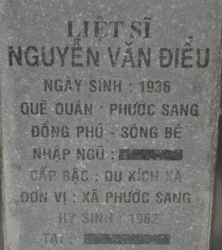 LIỆT SĨ
NGUYỄN VĂN ĐIỂU
NGÀY SINH : 1936
QUÊ QUÁN : PHƯỚC SANG
ĐỒNG PHÚ - SÔNG BÉ
NHẬP NGŨ :
CẤP BẬC : DU KÍCH XÃ
ĐƠN VỊ : XÃ PHƯỚC SANG
HY SINH : 1962
TẠI :